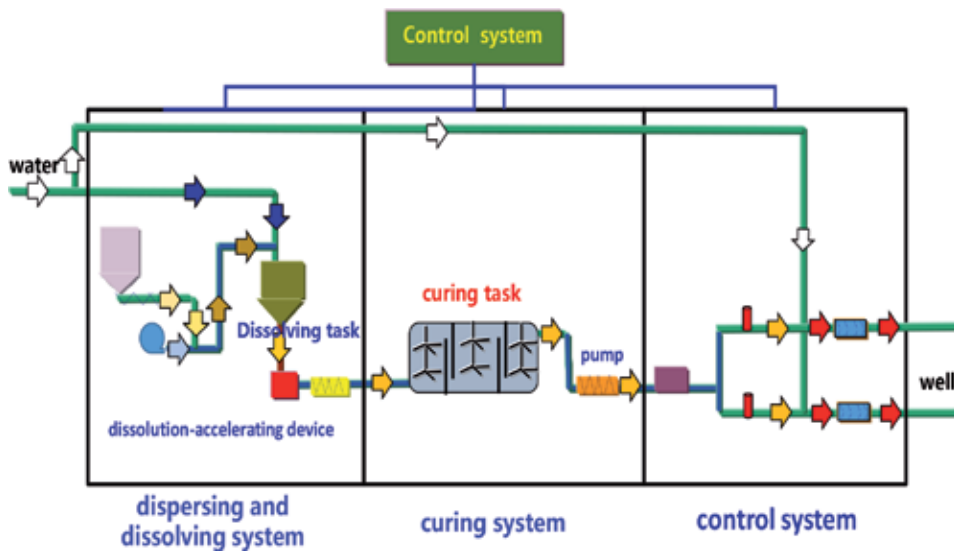 Control system
water
curing task
Dissolving task
pump
well
dissolution-accelerating device
dispersing and
dissolving system
curing system
control system